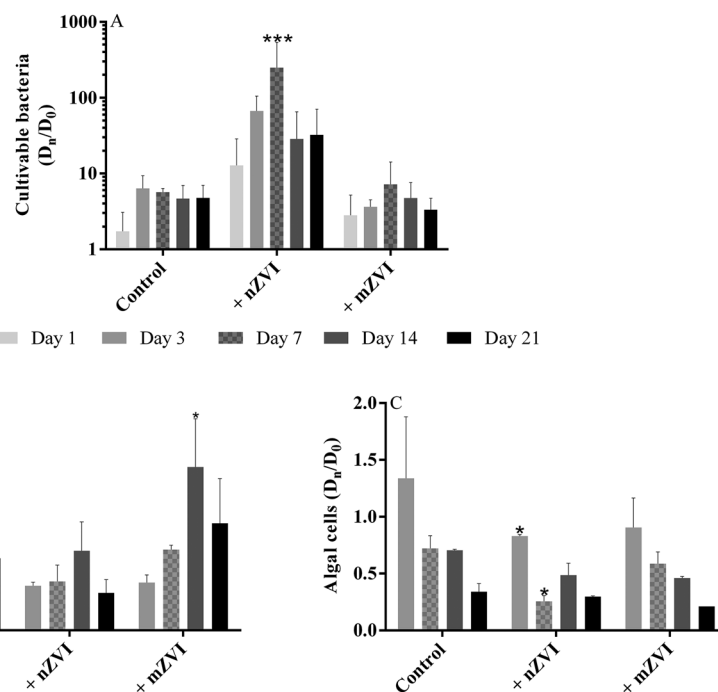 A
1000
100
10
1
Cultivable bacteria
(Dn/D0)
***
Control
+ nZVI
+ mZVI
Day 1
Day 3
Day 7
Day 14
Day 21
*
+ nZVI
+ mZVI
C
2.0
1.5
1.0
0.5
0.0
Algal cells (Dn/D0)
*
*
Control
+ nZVI
+ mZVI